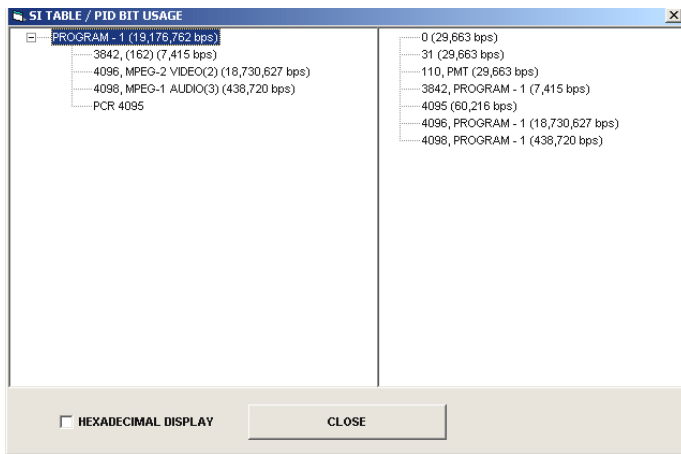 SI TABLE / PID BIT USAGE
PROGRAM - 1 (19,176,762 bps)
3842, (162) (7,415 bps)
4096, MPEG-2 VIDEO(2) (18,730,627 bps)
4098, MPEG-1 AUDIO(3) (438,720 bps)
PCR 4095
0 (29,663 bps)
31 (29,663 bps)
110, PMT (29,663 bps)
3842, PROGRAM - 1 (7,415 bps)
4095 (60,216 bps)
4096, PROGRAM - 1 (18,730,627 bps)
4098, PROGRAM - 1 (438,720 bps)
HEXADECIMAL DISPLAY
CLOSE